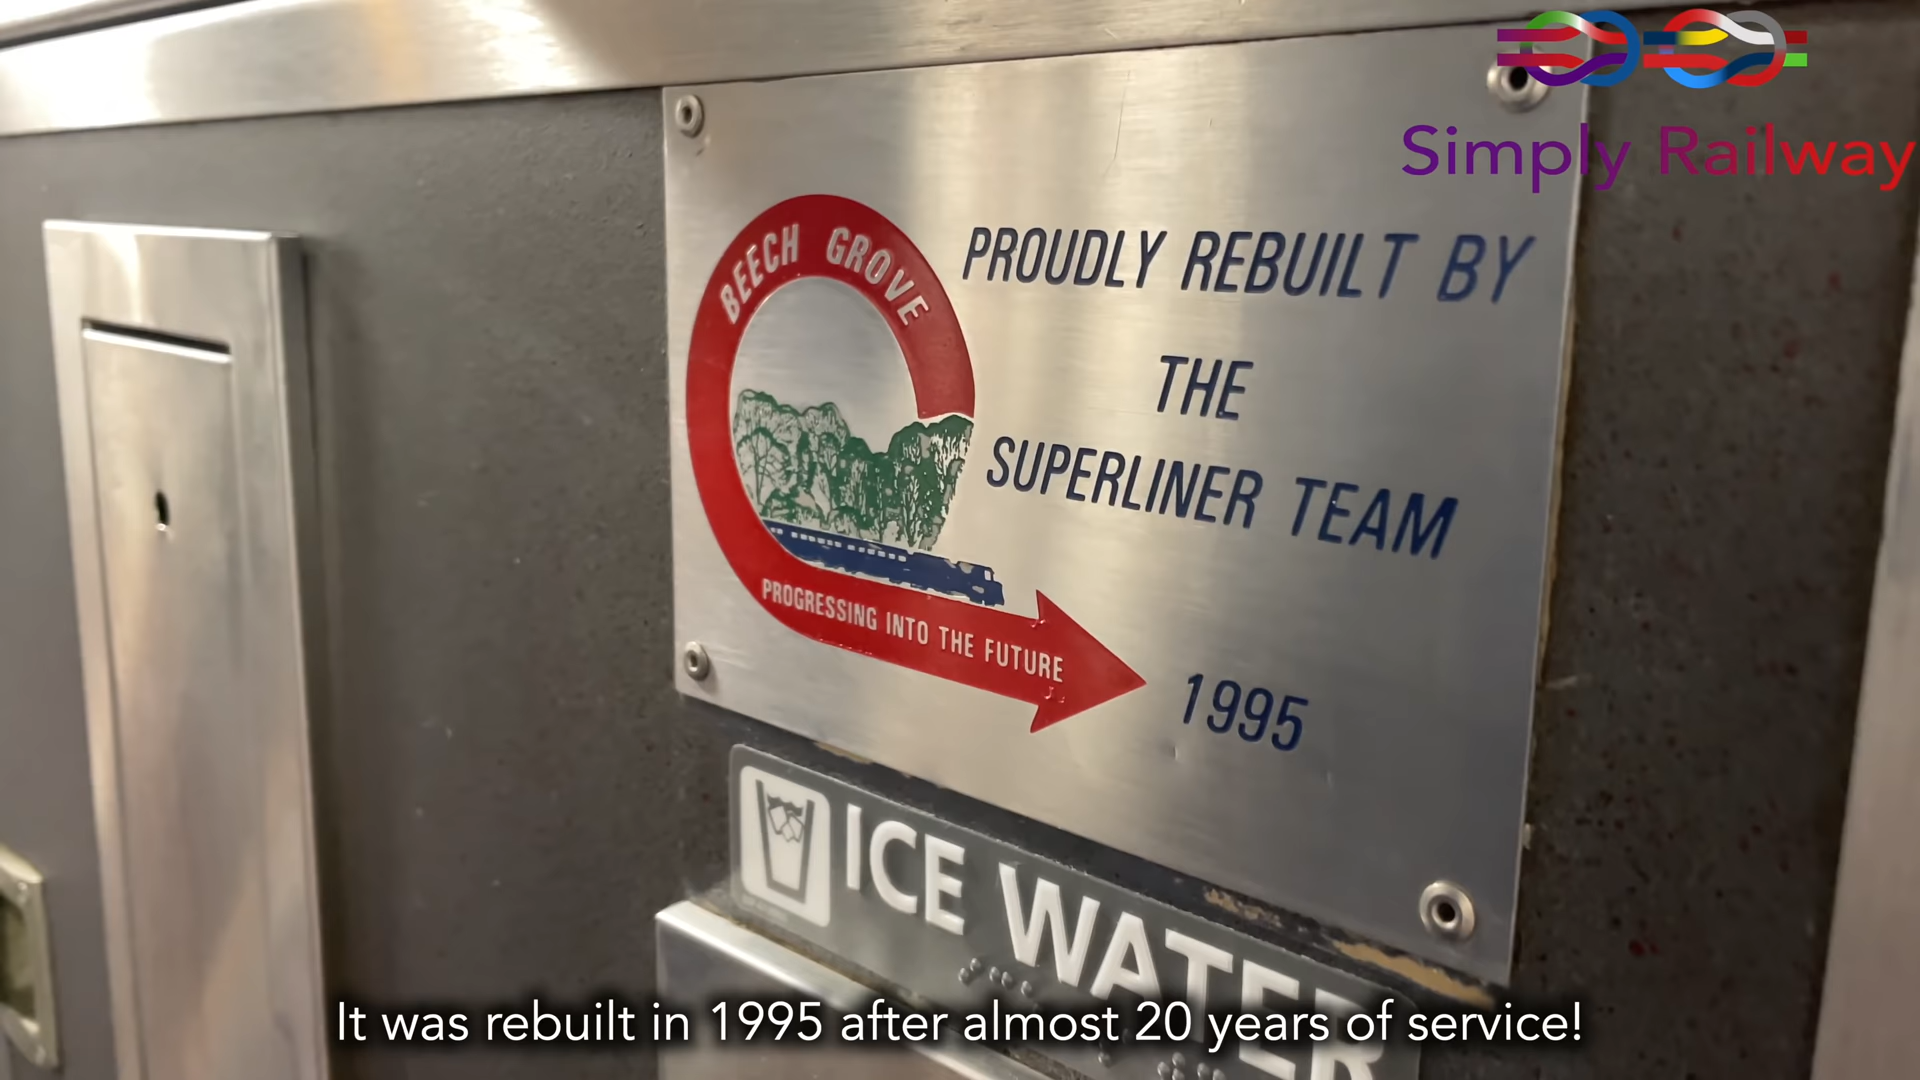 Simply Railway
BEECH GROVE
PROUDLY REBUILT BY
THE
SUPERLINER TEAM
PROGRESSING INTO THE FUTURE
1995
ICE WATER
It was rebuilt in 1995 after almost 20 years of service!